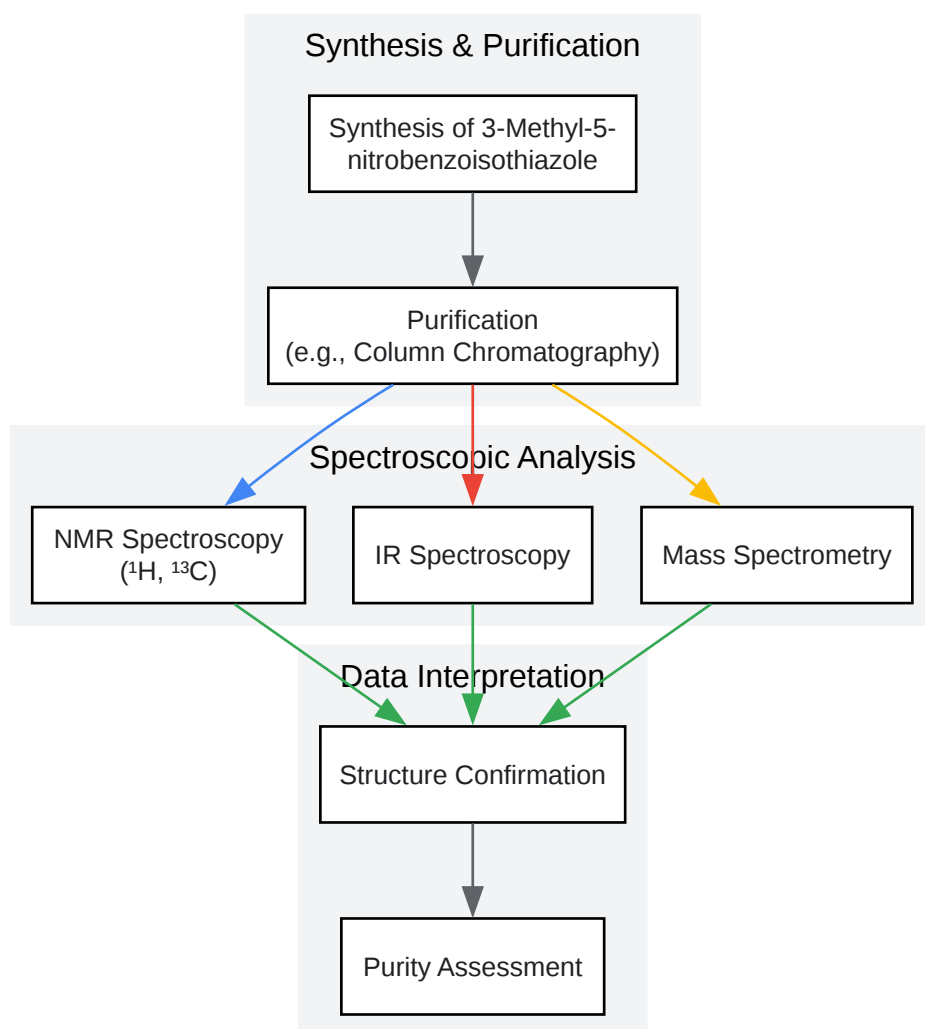 Synthesis & Purification
Synthesis of 3-Methyl-5-
nitrobenzoisothiazole
Purification
(e.g., Column Chromatography)
Spectroscopic Analysis
NMR Spectroscopy
(¹H, ¹³C)
IR Spectroscopy
Mass Spectrometry
Data Interpretation
Structure Confirmation
Purity Assessment